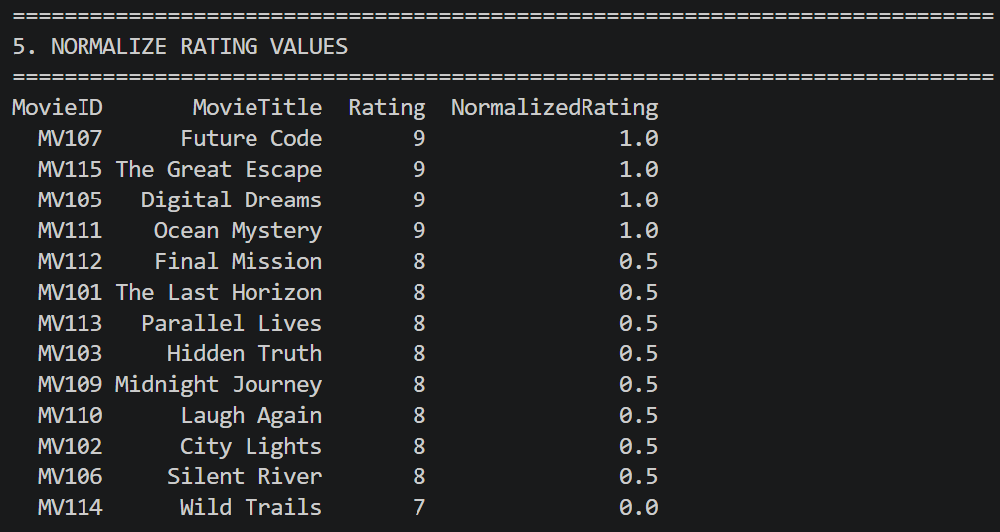 =============================================================================
5. NORMALIZE RATING VALUES
=============================================================================
MovieID       MovieTitle  Rating  NormalizedRating
  MV107      Future Code       9               1.0
  MV115 The Great Escape       9               1.0
  MV105   Digital Dreams       9               1.0
  MV111    Ocean Mystery       9               1.0
  MV112    Final Mission       8               0.5
  MV101 The Last Horizon       8               0.5
  MV113   Parallel Lives       8               0.5
  MV103     Hidden Truth       8               0.5
  MV109 Midnight Journey       8               0.5
  MV110      Laugh Again       8               0.5
  MV102      City Lights       8               0.5
  MV106     Silent River       8               0.5
  MV114      Wild Trails       7               0.0